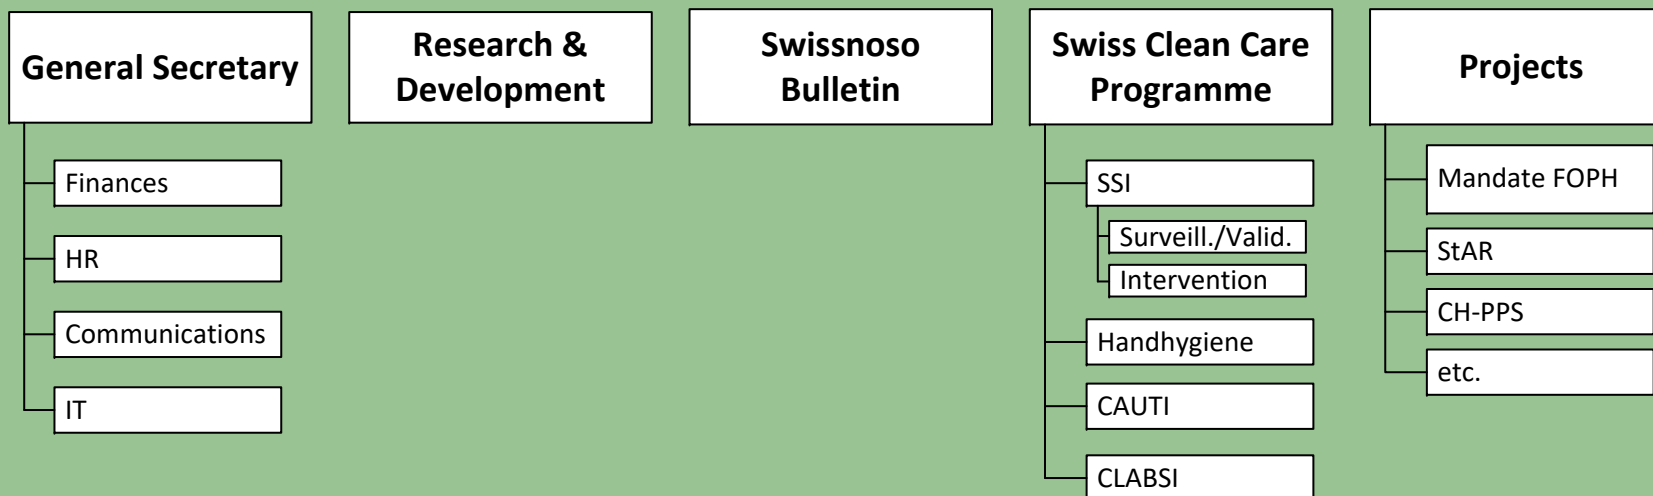 General Secretary
Finances
HR
Communications
IT
Research &
Development
Swissnoso
Bulletin
Swiss Clean Care
Programme
SSI
Surveill./Valid.
Intervention
Handhygiene
CAUTI
CLABSI
Projects
Mandate FOPH
StAR
CH-PPS
etc.